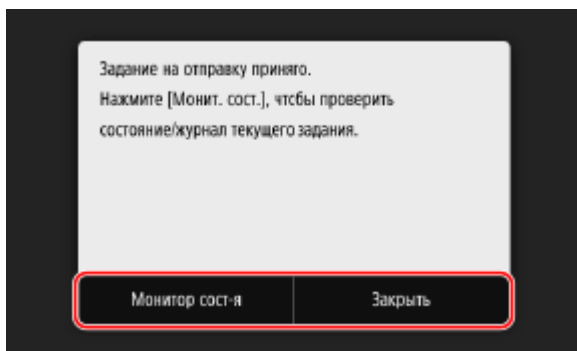 Задание на отправку принято.
Нажмите [Монит. сост.], чтобы проверить
состояние/журнал текущего задания.
Монитор сост-я
Закрыть